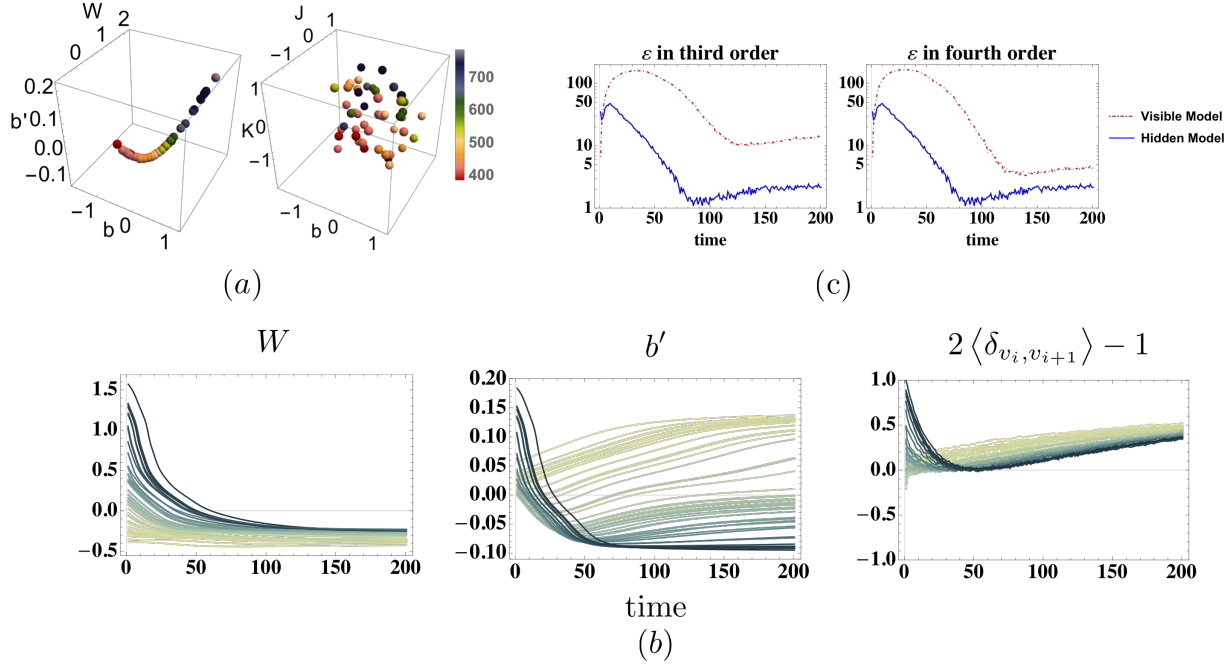 W 2 1 0
0.2
b' 0.1
0.0
−0.1
−1 b 0 1
J 1 0 −1
1
K 0
−1
−1 b 0 1
700
600
500
400
(a)
ε in third order
100
50
10
5
1
0 50 100 150 200
time
ε in fourth order
100
50
10
5
1
0 50 100 150 200
time
Visible Model
Hidden Model
(c)
W
1.5
1.0
0.5
0.0
−0.5
0 50 100 150 200
b′
0.20
0.15
0.10
0.05
0.00
−0.05
−0.10
0 50 100 150 200
2 ⟨δ_{v_i, v_{i+1}}⟩ − 1
1.0
0.5
0.0
−0.5
−1.0
0 50 100 150 200
time
(b)